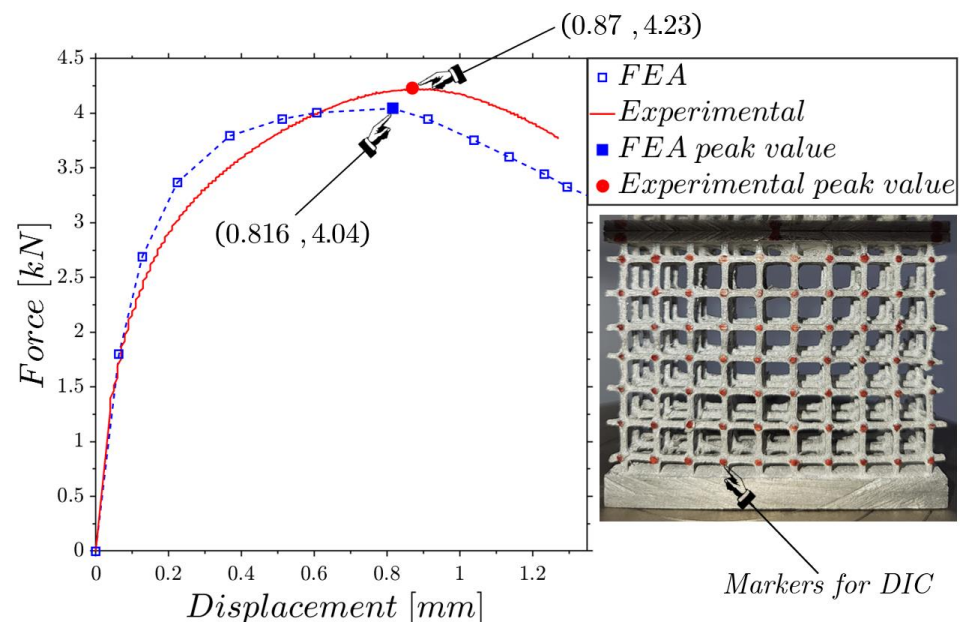 (0.87 , 4.23)
4.5
4
3.5
3
2.5
2
1.5
1
0.5
0
Force [kN]
(0.816 , 4.04)
0
0.2
0.4
0.6
0.8
1
1.2
Displacement [mm]
FEA
Experimental
FEA peak value
Experimental peak value
Markers for DIC